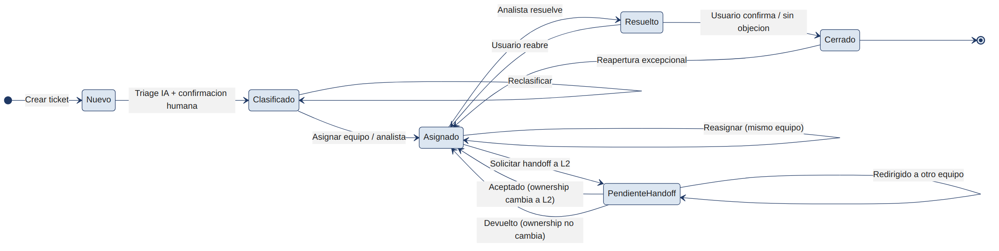 Analista resuelve
Resuelto
Usuario confirma / sin
objecion
Cerrado
Usuario reabre
Reapertura excepcional
Reclasificar
Crear ticket
Nuevo
Triage IA + confirmacion
humana
Clasificado
Asignar equipo / analista
Asignado
Reasignar (mismo equipo)
Solicitar handoff a L2
Aceptado (ownership
cambia a L2)
PendienteHandoff
Redirigido a otro equipo
Devuelto (ownership no
cambia)